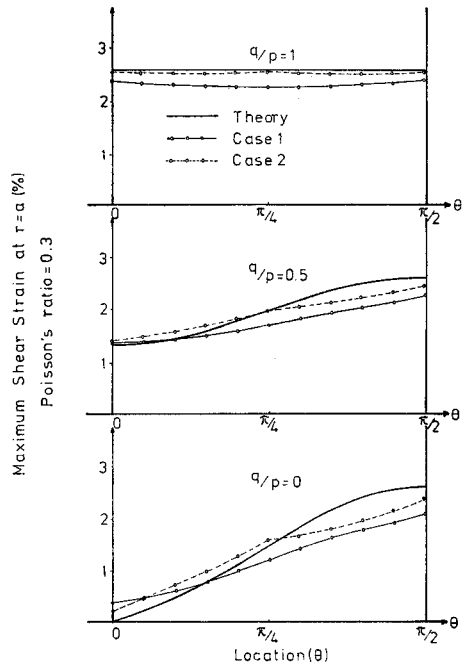 Maximum Shear Strain at r=a (%)
Poisson's ratio = 0.3
q/p=1
3
2
1
Theory
Case 1
Case 2
0
π/4
π/2
θ
q/p=0.5
3
2
1
0
π/4
π/2
θ
q/p=0
3
2
1
0
π/4
π/2
θ
Location(θ)